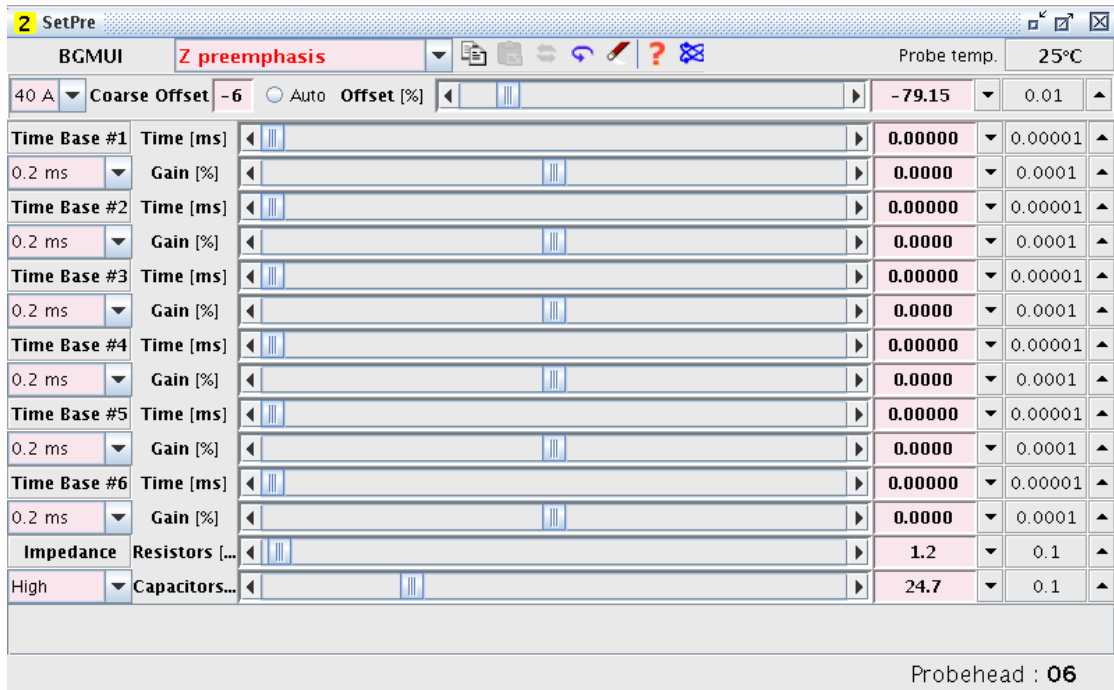 2 SetPre
BGMUI Z preemphasis ? Probe temp. 25°C
40 A Coarse Offset -6 Auto Offset [%] -79.15 0.01
Time Base #1 Time [ms] 0.00000 0.00001
0.2 ms Gain [%] 0.0000 0.0001
Time Base #2 Time [ms] 0.00000 0.00001
0.2 ms Gain [%] 0.0000 0.0001
Time Base #3 Time [ms] 0.00000 0.00001
0.2 ms Gain [%] 0.0000 0.0001
Time Base #4 Time [ms] 0.00000 0.00001
0.2 ms Gain [%] 0.0000 0.0001
Time Base #5 Time [ms] 0.00000 0.00001
0.2 ms Gain [%] 0.0000 0.0001
Time Base #6 Time [ms] 0.00000 0.00001
0.2 ms Gain [%] 0.0000 0.0001
Impedance Resistors [... 1.2 0.1
High Capacitors... 24.7 0.1
Probehead : 06